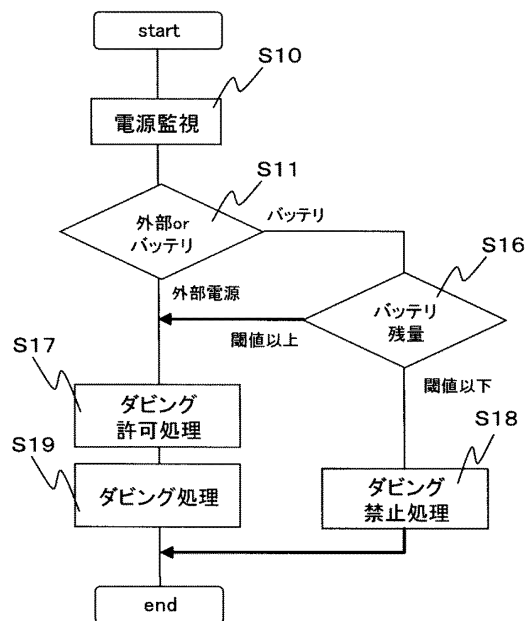 start
S10
電源監視
S11
外部or
バッテリ
バッテリ
S16
外部電源
バッテリ
残量
閾値以上
閾値以下
S17
ダビング
許可処理
S18
S19
ダビング処理
ダビング
禁止処理
end